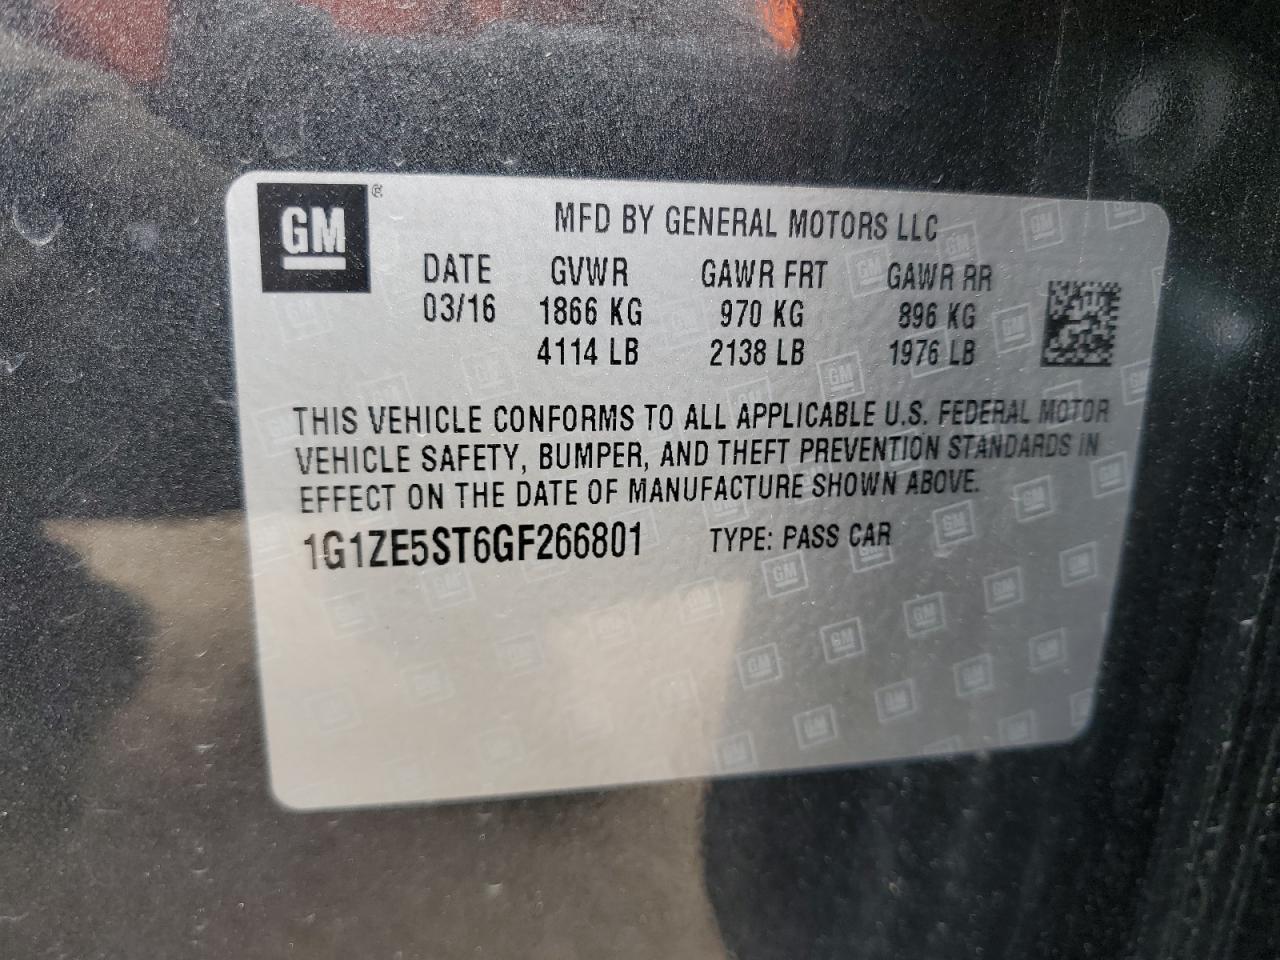 GM ®
MFD BY GENERAL MOTORS LLC
DATE GVWR GAWR FRT GAWR RR
03/16 1866 KG 970 KG 896 KG
4114 LB 2138 LB 1976 LB
THIS VEHICLE CONFORMS TO ALL APPLICABLE U.S. FEDERAL MOTOR
VEHICLE SAFETY, BUMPER, AND THEFT PREVENTION STANDARDS IN
EFFECT ON THE DATE OF MANUFACTURE SHOWN ABOVE.
1G1ZE5ST6GF266801 TYPE: PASS CAR